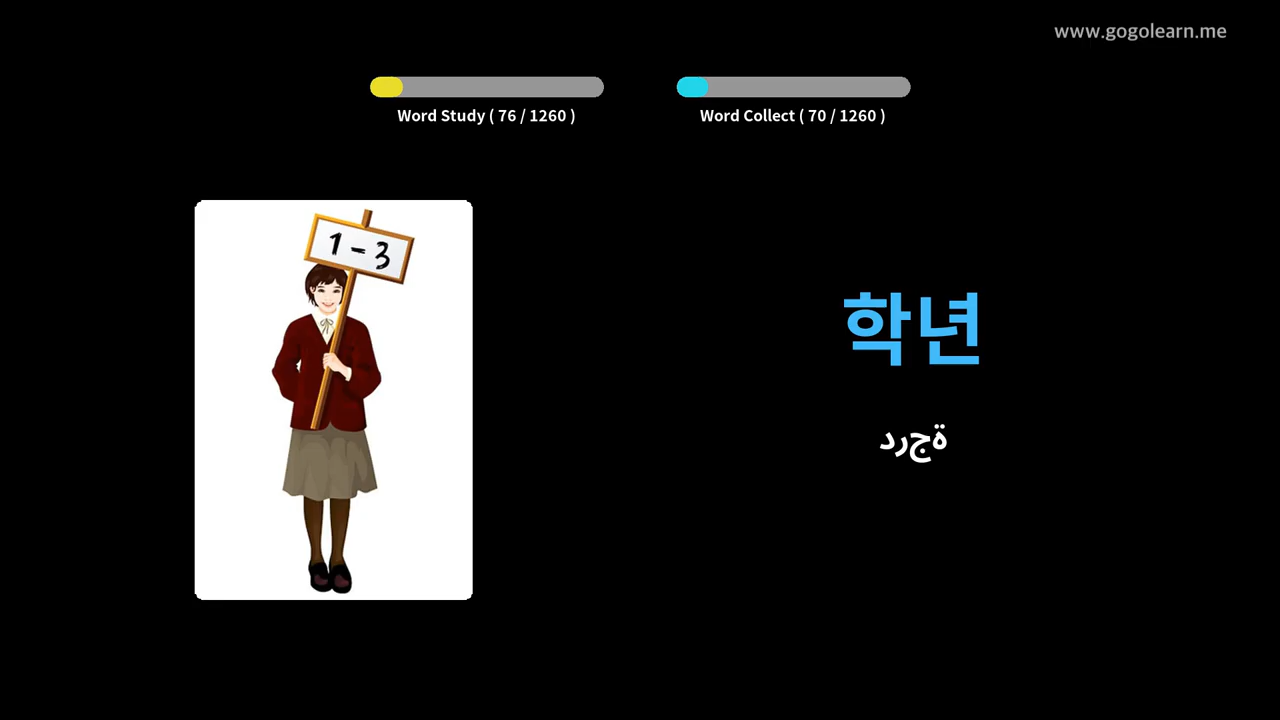 www.gogolearn.me
Word Study ( 76 / 1260 )
Word Collect ( 70 / 1260 )
1 - 3
학년
درجة